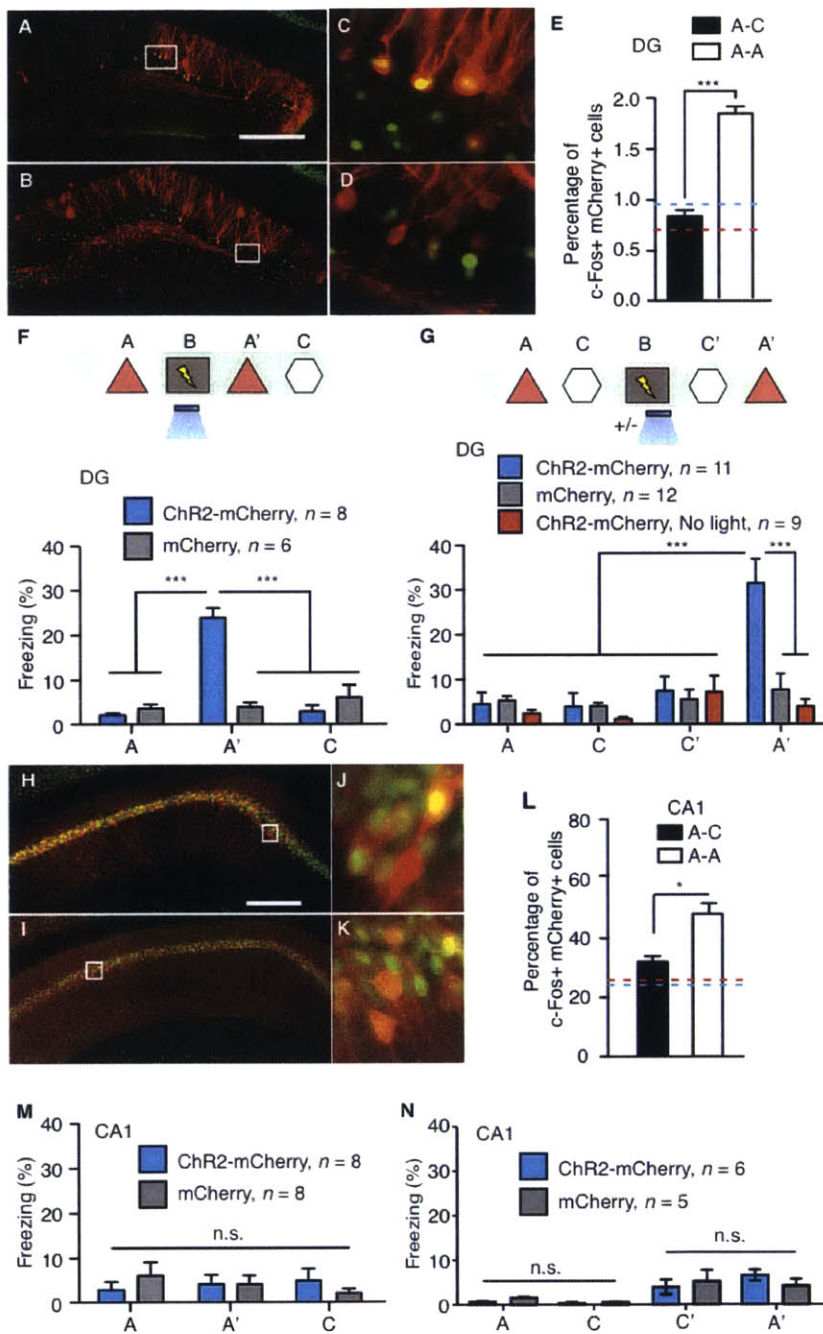 A
C
B
D
E
DG
A-C
A-A
***
Percentage of
c-Fos+ mCherry+ cells
2.0
1.5
1.0
0.5
0.0
F
A B A' C
DG
ChR2-mCherry, n = 8
mCherry, n = 6
Freezing (%)
40
30
20
10
0
*** ***
A A' C
G
A C B C' A'
+/-
DG
ChR2-mCherry, n = 11
mCherry, n = 12
ChR2-mCherry, No light, n = 9
Freezing (%)
40
30
20
10
0
*** ***
A C C' A'
H
J
I
K
L
CA1
A-C
A-A
*
Percentage of
c-Fos+ mCherry+ cells
80
60
40
20
0
M
CA1
ChR2-mCherry, n = 8
mCherry, n = 8
n.s.
Freezing (%)
40
30
20
10
0
A A' C
N
CA1
ChR2-mCherry, n = 6
mCherry, n = 5
n.s. n.s.
Freezing (%)
40
30
20
10
0
A C C' A'